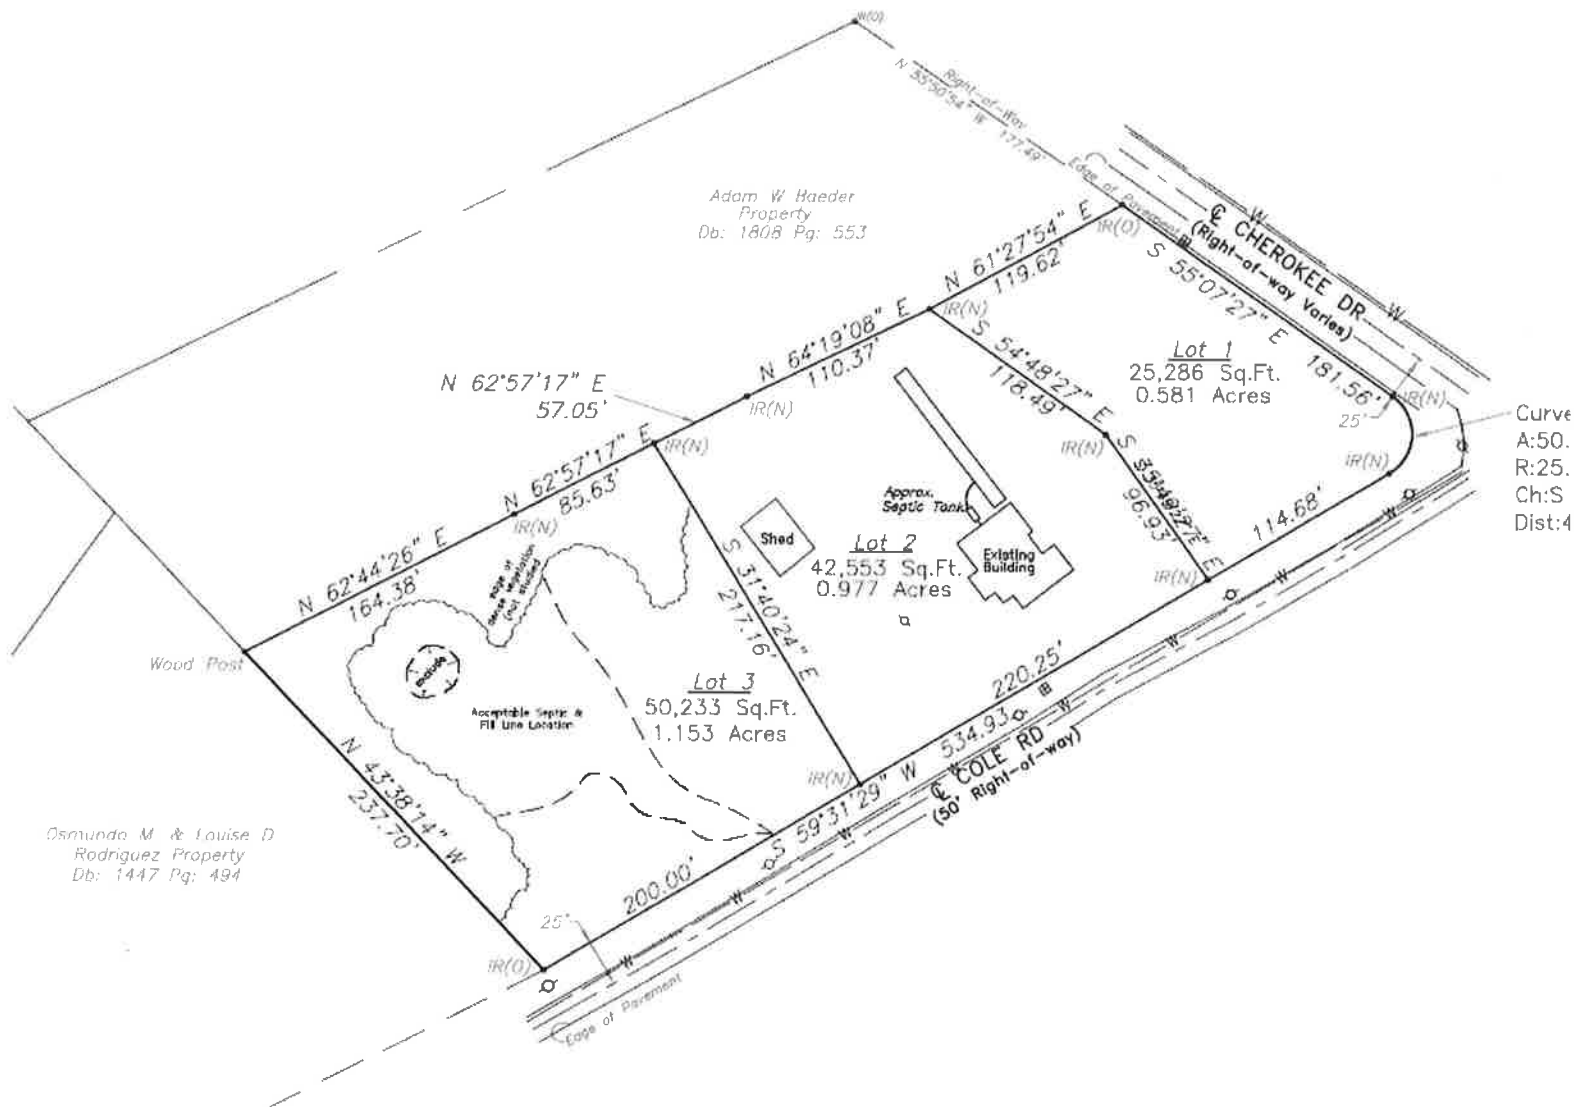 W(O)
Right-of-Way
N 55°50'54" W 177.49'
Edge of Pavement
Adam W Baeder
Property
Db: 1808 Pg: 553
W
℄ CHEROKEE DR
(Right-of-way Varies)
W
IR(O)
N 61°27'54" E
119.62'
S 55°07'27" E 181.56'
IR(N)
N 64°19'08" E
110.37'
S 54°48'27" E
118.49'
Lot 1
25,286 Sq.Ft.
0.581 Acres
N 62°57'17" E
57.05'
IR(N)
25'
IR(N)
Curve
A:50.
R:25.
Ch:S
Dist:4
IR(N)
IR(N)
IR(N)
N 62°57'17" E
85.63'
IR(N)
S
E
96.93'
Approx.
Septic Tank
Shed
Lot 2
42,553 Sq.Ft.
0.977 Acres
Existing
Building
114.68'
W
IR(N)
W
N 62°44'26" E
164.38'
edge of
dense vegetation
(not studied)
S 31°40'24" E
217.16'
Wood Post
Lot 3
50,233 Sq.Ft.
1.153 Acres
Acceptable Septic &
Fill Line Location
220.25'
W
W
IR(N)
S 59°31'29" W 534.93
W
℄ COLE RD
(50' Right-of-way)
W
N 43°38'14" W
237.70'
Osmundo M. & Louise D
Rodriguez Property
Db: 1447 Pg: 494
200.00'
W
25'
W
IR(O)
Edge of Pavement